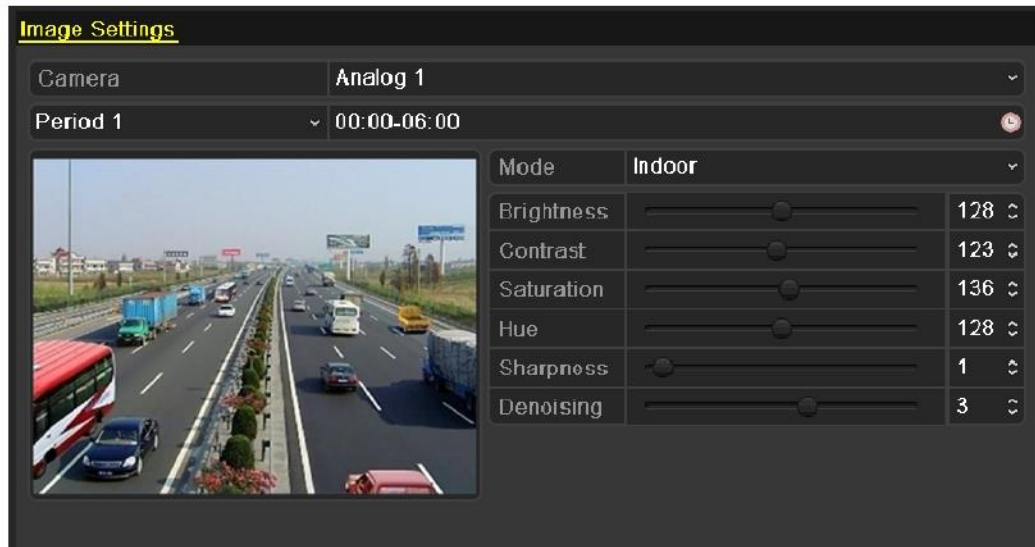 Image Settings
Camera Analog 1
Period 1 00:00-06:00
Mode Indoor
Brightness 128
Contrast 123
Saturation 136
Hue 128
Sharpness 1
Denoising 3